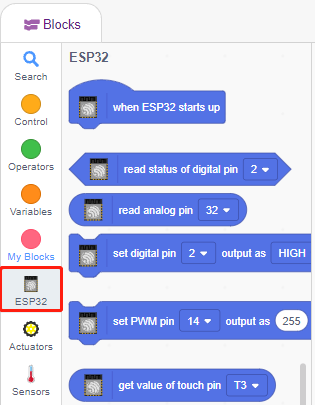 Blocks
Search
Control
Operators
Variables
My Blocks
ESP32
Actuators
Sensors
ESP32
when ESP32 starts up
read status of digital pin 2
read analog pin 32
set digital pin 2 output as HIGH
set PWM pin 14 output as 255
get value of touch pin T3